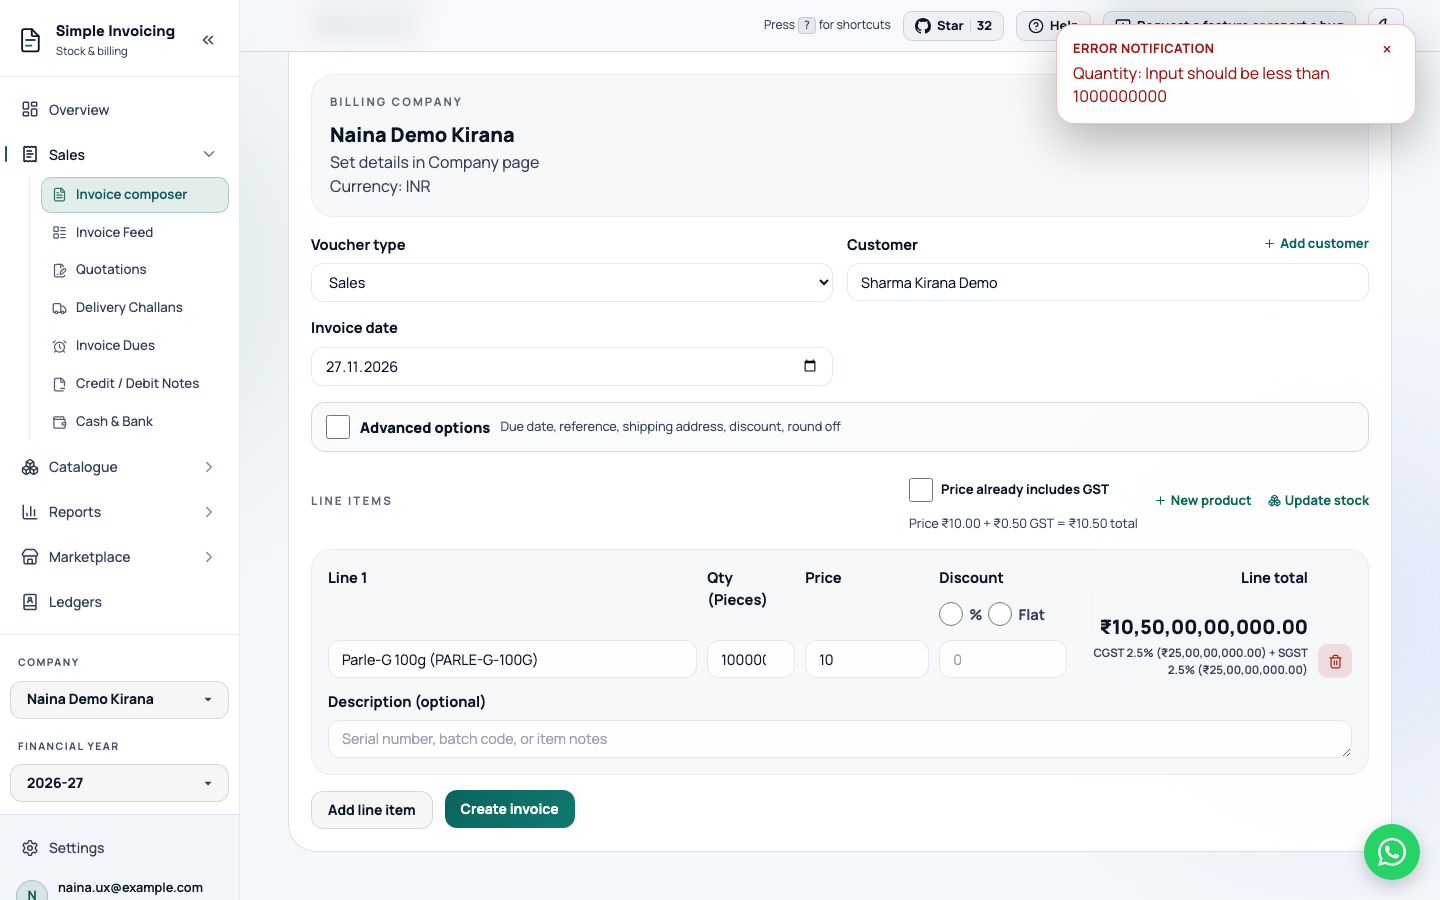 Simple Invoicing
Stock & billing
Overview
Sales
Invoice composer
Invoice Feed
Quotations
Delivery Challans
Invoice Dues
Credit / Debit Notes
Cash & Bank
Catalogue
Reports
Marketplace
Ledgers
COMPANY
Naina Demo Kirana
FINANCIAL YEAR
2026-27
Settings
N
naina.ux@example.com
Press ? for shortcuts
Star 32
Help
Request a feature or report a bug
ERROR NOTIFICATION
×
Quantity: Input should be less than
1000000000
BILLING COMPANY
Naina Demo Kirana
Set details in Company page
Currency: INR
Voucher type
Sales
Customer
+ Add customer
Sharma Kirana Demo
Invoice date
27.11.2026
Advanced options Due date, reference, shipping address, discount, round off
LINE ITEMS
Price already includes GST
Price ₹10.00 + ₹0.50 GST = ₹10.50 total
+ New product
Update stock
Line 1
Qty
(Pieces)
Price
Discount
% Flat
Line total
Parle-G 100g (PARLE-G-100G)
10
0
₹10,50,00,00,000.00
CGST 2.5% (₹25,00,00,000.00) + SGST
2.5% (₹25,00,00,000.00)
Description (optional)
Serial number, batch code, or item notes
Add line item
Create invoice